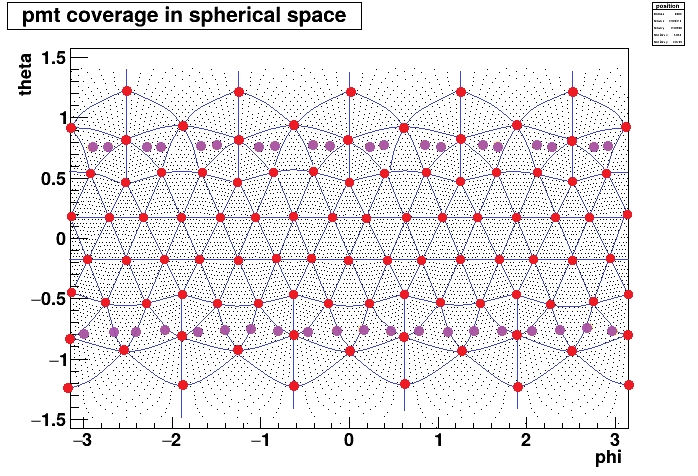 pmt coverage in spherical space
position
theta
1.5
1
0.5
0
−0.5
−1
−1.5
−3 −2 −1 0 1 2 3
phi